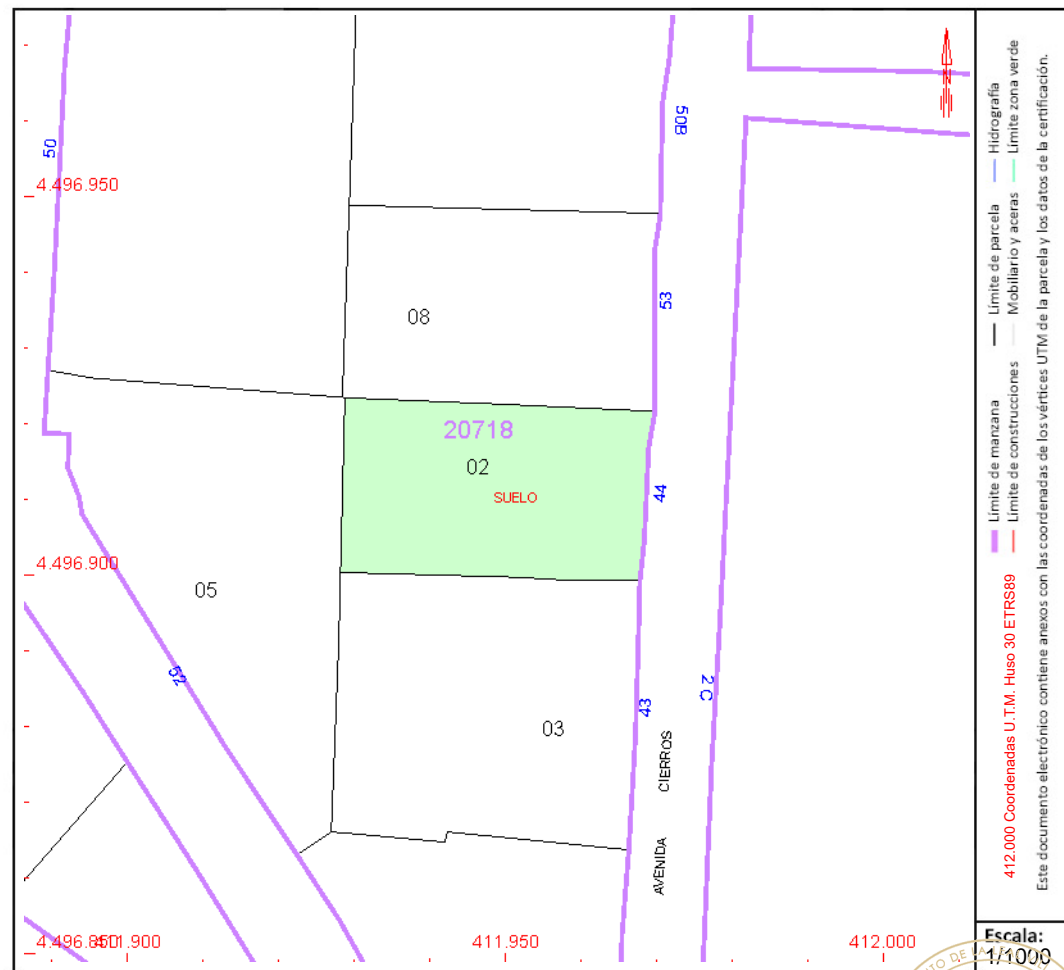 50
50B
4.496.950
08
53
20718
02
SUELO
44
4.496.900
05
52
2 C
43
03
CIERROS
AVENIDA
4.496.850
411.900
411.950
412.000
N
Límite de manzana
Límite de parcela
Hidrografía
Límite de construcciones
Mobiliario y aceras
Límite zona verde
412.000 Coordenadas U.T.M. Huso 30 ETRS89
Este documento electrónico contiene anexos con las coordenadas de los vértices UTM de la parcela y los datos de la certificación.
Escala:
1/1000